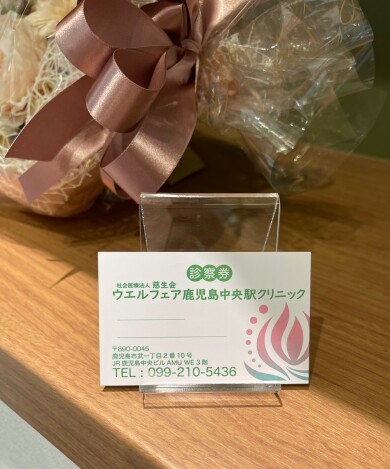 診察券
社会医療法人 慈生会
ウエルフェア鹿児島中央駅クリニック
〒890-0045
鹿児島市武一丁目2番10号
JR鹿児島中央ビル AMU WE 3階
TEL：099-210-5436